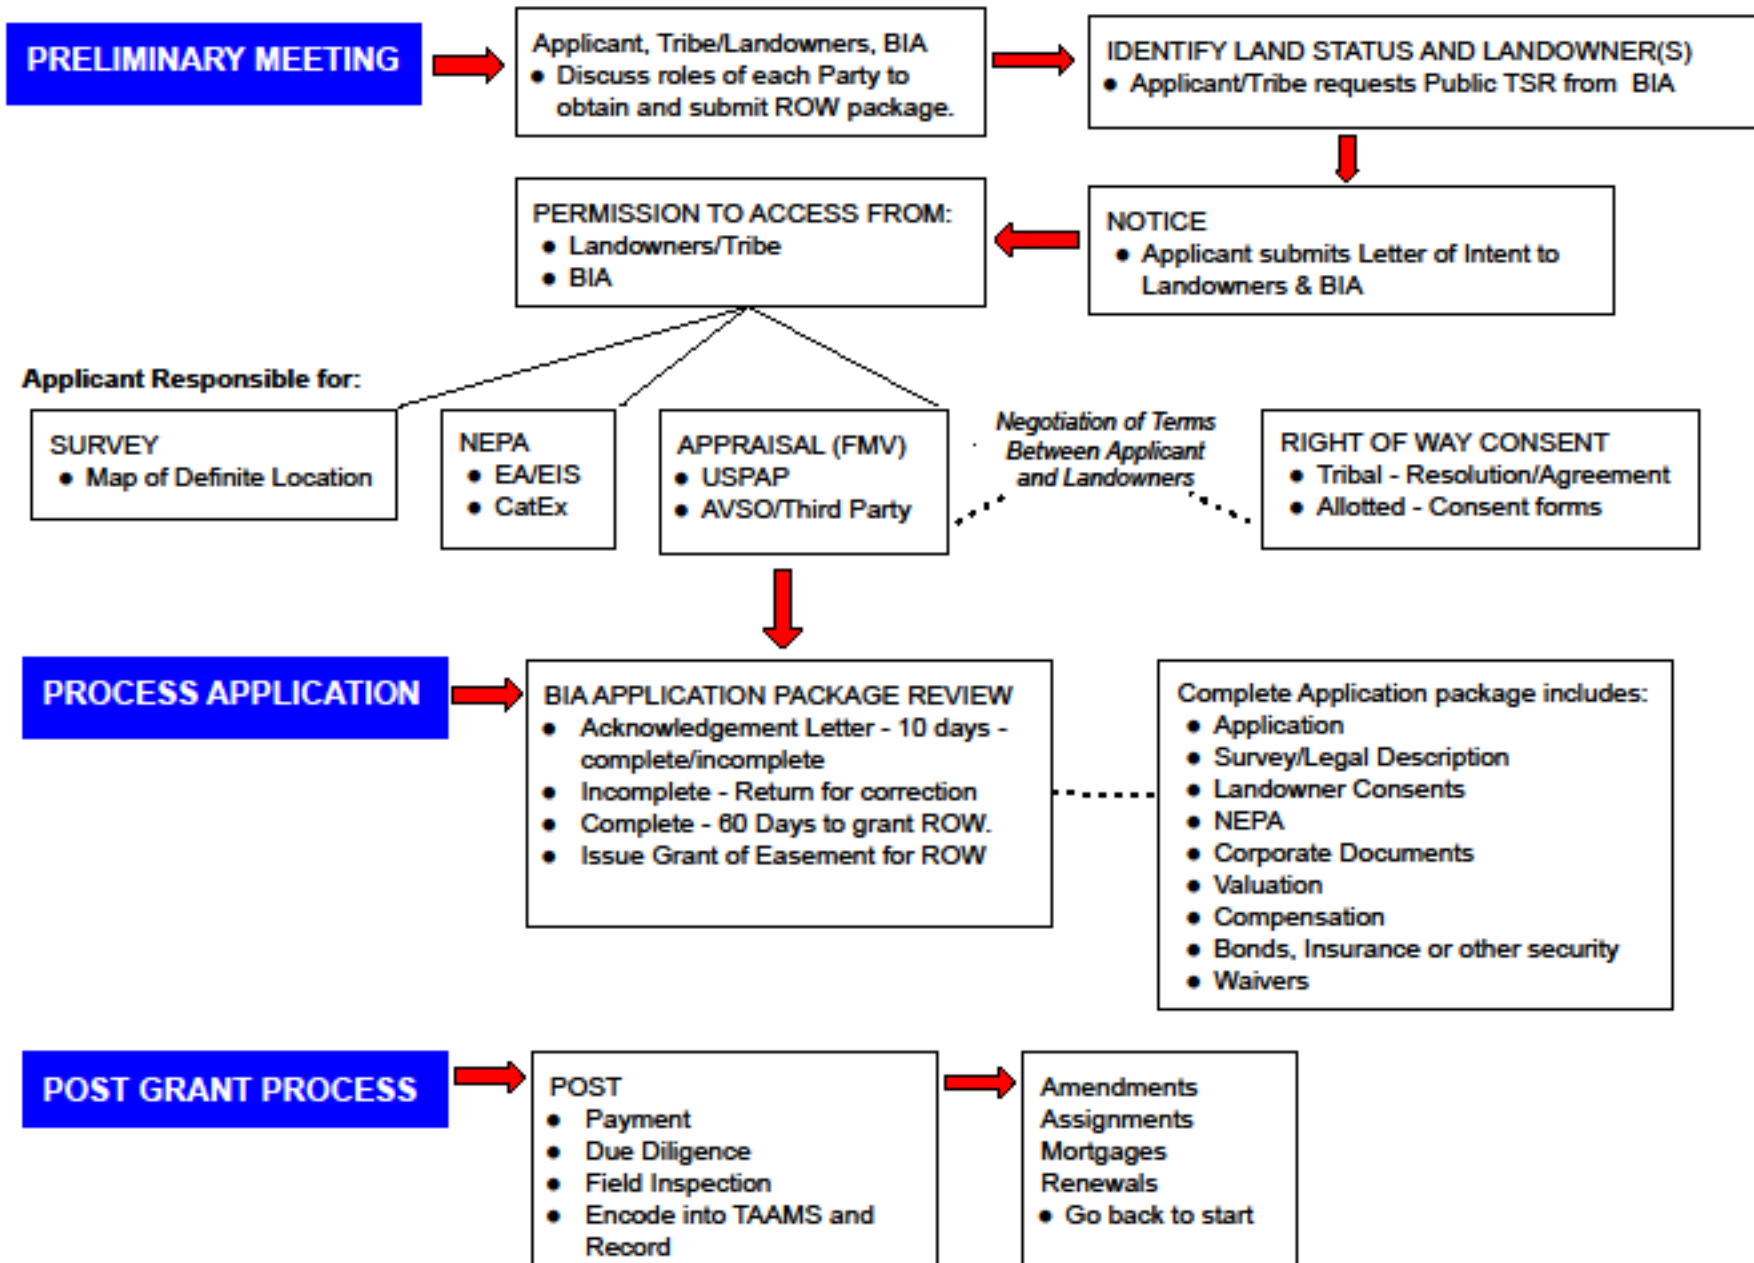 PRELIMINARY MEETING
Applicant, Tribe/Landowners, BIA
● Discuss roles of each Party to
obtain and submit ROW package.
IDENTIFY LAND STATUS AND LANDOWNER(S)
● Applicant/Tribe requests Public TSR from BIA
NOTICE
● Applicant submits Letter of Intent to
Landowners & BIA
PERMISSION TO ACCESS FROM:
● Landowners/Tribe
● BIA
Applicant Responsible for:
SURVEY
● Map of Definite Location
NEPA
● EA/EIS
● CatEx
APPRAISAL (FMV)
● USPAP
● AVSO/Third Party
Negotiation of Terms
Between Applicant
and Landowners
RIGHT OF WAY CONSENT
● Tribal - Resolution/Agreement
● Allotted - Consent forms
PROCESS APPLICATION
BIA APPLICATION PACKAGE REVIEW
● Acknowledgement Letter - 10 days -
complete/incomplete
● Incomplete - Return for correction
● Complete - 60 Days to grant ROW.
● Issue Grant of Easement for ROW
Complete Application package includes:
● Application
● Survey/Legal Description
● Landowner Consents
● NEPA
● Corporate Documents
● Valuation
● Compensation
● Bonds, Insurance or other security
● Waivers
POST GRANT PROCESS
POST
● Payment
● Due Diligence
● Field Inspection
● Encode into TAAMS and
Record
Amendments
Assignments
Mortgages
Renewals
● Go back to start